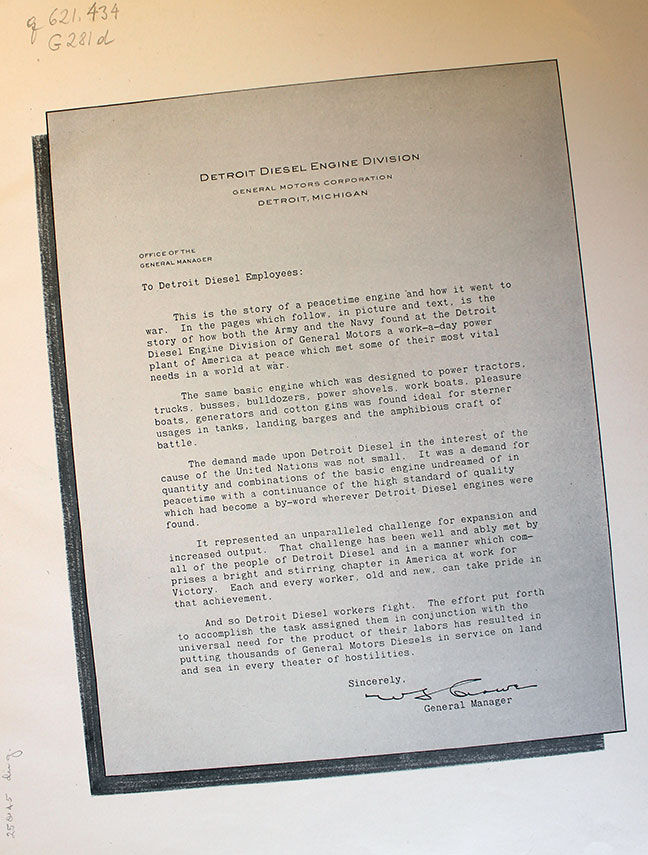 q 621.434
G281d
DETROIT DIESEL ENGINE DIVISION
GENERAL MOTORS CORPORATION
DETROIT, MICHIGAN
OFFICE OF THE
GENERAL MANAGER
To Detroit Diesel Employees:
This is the story of a peacetime engine and how it went to
war. In the pages which follow, in picture and text, is the
story of how both the Army and the Navy found at the Detroit
Diesel Engine Division of General Motors a work-a-day power
plant of America at peace which met some of their most vital
needs in a world at war.
The same basic engine which was designed to power tractors,
trucks, busses, bulldozers, power shovels, work boats, pleasure
boats, generators and cotton gins was found ideal for sterner
usages in tanks, landing barges and the amphibious craft of
battle.
The demand made upon Detroit Diesel in the interest of the
cause of the United Nations was not small. It was a demand for
quantity and combinations of the basic engine undreamed of in
peacetime with a continuance of the high standard of quality
which had become a by-word wherever Detroit Diesel engines were
found.
It represented an unparalleled challenge for expansion and
increased output. That challenge has been well and ably met by
all of the people of Detroit Diesel and in a manner which com-
prises a bright and stirring chapter in America at work for
Victory. Each and every worker, old and new, can take pride in
that achievement.
And so Detroit Diesel workers fight. The effort put forth
to accomplish the task assigned them in conjunction with the
universal need for the product of their labors has resulted in
putting thousands of General Motors Diesels in service on land
and sea in every theater of hostilities.
Sincerely,
General Manager